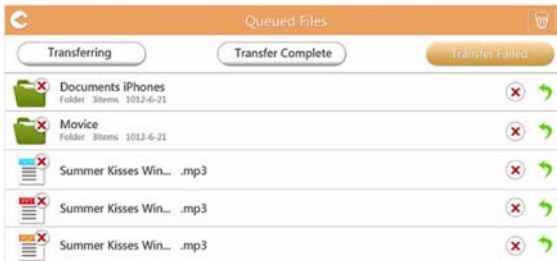 Queued Files
Transferring
Transfer Complete
Transfer Failed
Documents iPhones
Folder 3items 1012-6-21
Movice
Folder 3items 1012-6-21
Summer Kisses Win... .mp3
Summer Kisses Win... .mp3
Summer Kisses Win... .mp3